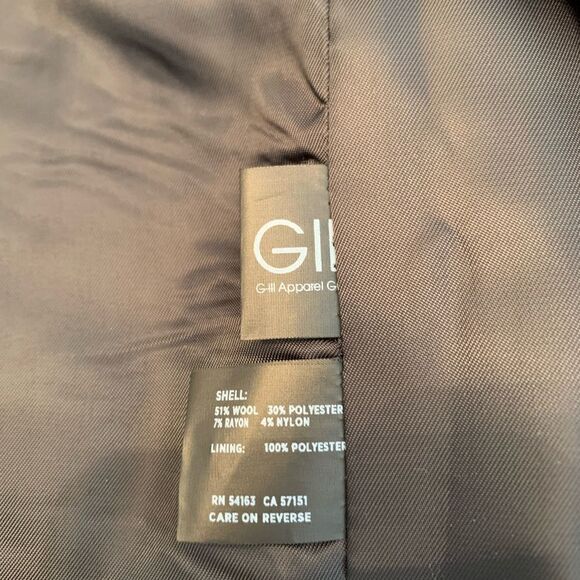 GII
G-III Apparel G
SHELL:
51% WOOL 30% POLYESTER
7% RAYON 4% NYLON
LINING: 100% POLYESTER
RN 54163 CA 57151
CARE ON REVERSE